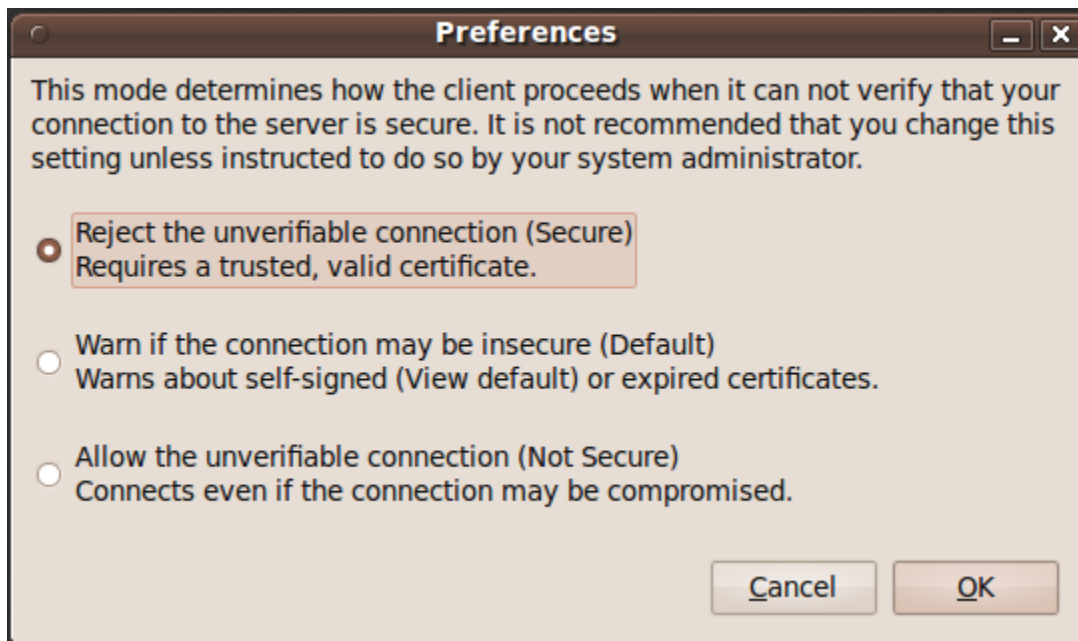 Preferences
This mode determines how the client proceeds when it can not verify that your
connection to the server is secure. It is not recommended that you change this
setting unless instructed to do so by your system administrator.
Reject the unverifiable connection (Secure)
Requires a trusted, valid certificate.
Warn if the connection may be insecure (Default)
Warns about self-signed (View default) or expired certificates.
Allow the unverifiable connection (Not Secure)
Connects even if the connection may be compromised.
Cancel OK